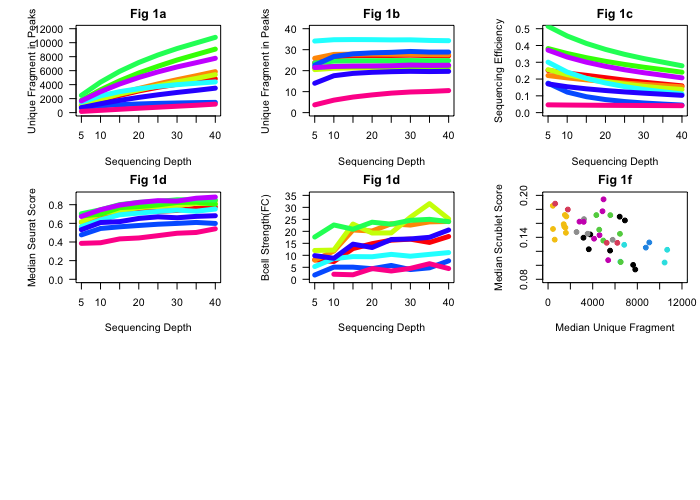 Fig 1a
Unique Fragment in Peaks
12000
10000
8000
6000
4000
2000
0
5 10 20 30 40
Sequencing Depth
Fig 1b
Unique Fragment in Peaks
40
30
20
10
0
5 10 20 30 40
Sequencing Depth
Fig 1c
Sequencing Efficiency
0.5
0.4
0.3
0.2
0.1
0.0
5 10 20 30 40
Sequencing Depth
Fig 1d
Median Seurat Score
0.8
0.6
0.4
0.2
0.0
5 10 20 30 40
Sequencing Depth
Fig 1d
Bcell Strength(FC)
35
30
25
20
15
10
5
0
5 10 20 30 40
Sequencing Depth
Fig 1f
Median Scrublet Score
0.20
0.14
0.08
0 4000 8000 12000
Median Unique Fragment